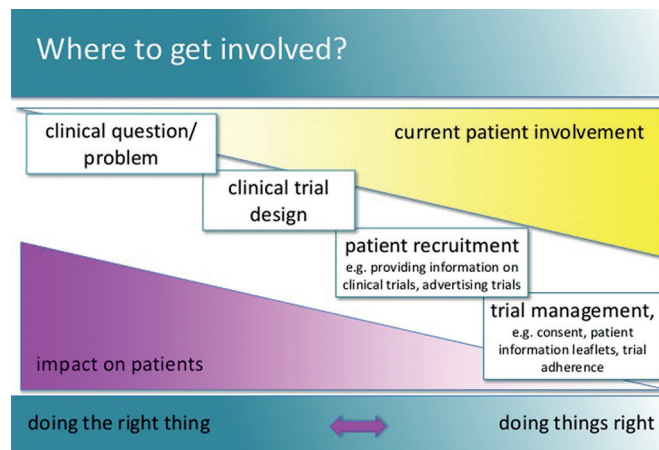 Where to get involved?
clinical question/
problem
current patient involvement
clinical trial
design
patient recruitment
e.g. providing information on
clinical trials, advertising trials
trial management,
e.g. consent, patient
information leaflets, trial
adherence
impact on patients
doing the right thing
doing things right